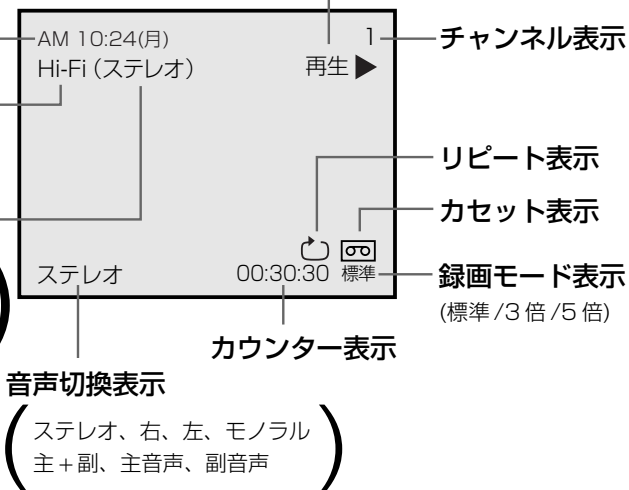 AM 10:24(月)
1
チャンネル表示
Hi-Fi (ステレオ)
再生
リピート表示
カセット表示
ステレオ
00:30:30
標準
録画モード表示
(標準/3倍/5倍)
カウンター表示
音声切換表示
ステレオ、右、左、モノラル
主+副、主音声、副音声